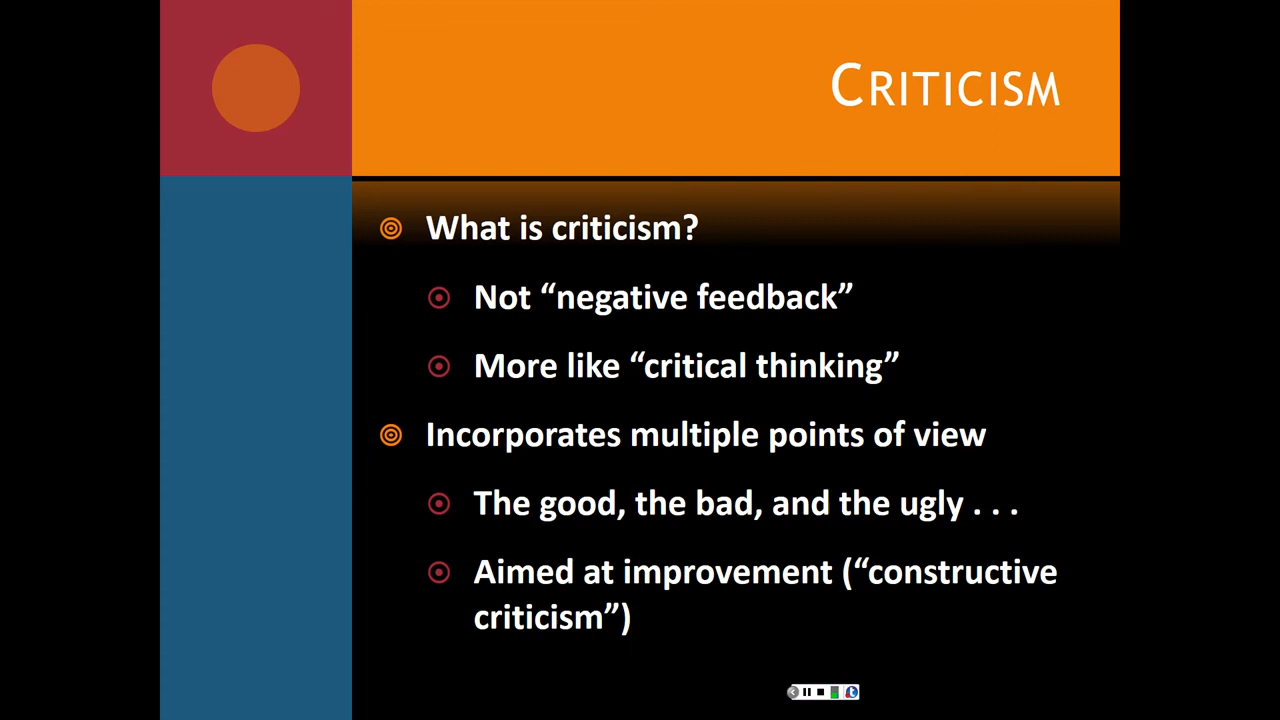 CRITICISM
What is criticism?
Not “negative feedback”
More like “critical thinking”
Incorporates multiple points of view
The good, the bad, and the ugly . . .
Aimed at improvement (“constructive
criticism”)